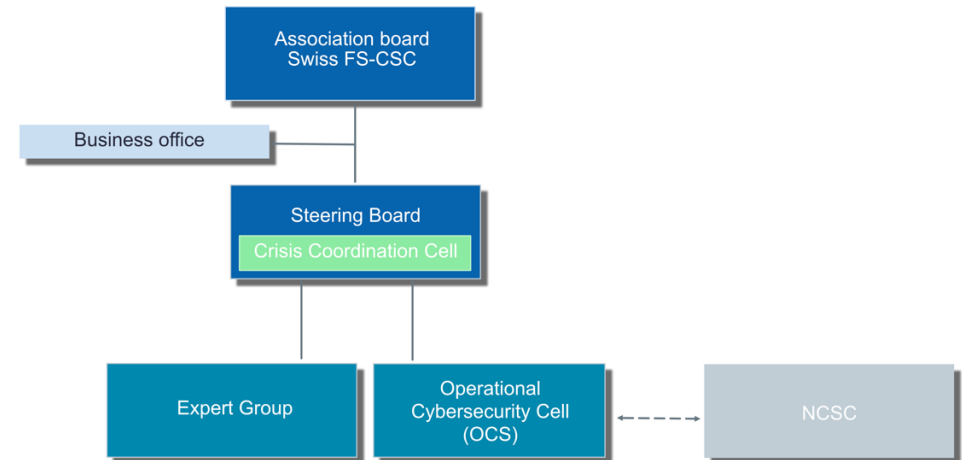 Association board
Swiss FS-CSC
Business office
Steering Board
Crisis Coordination Cell
Expert Group
Operational
Cybersecurity Cell
(OCS)
NCSC